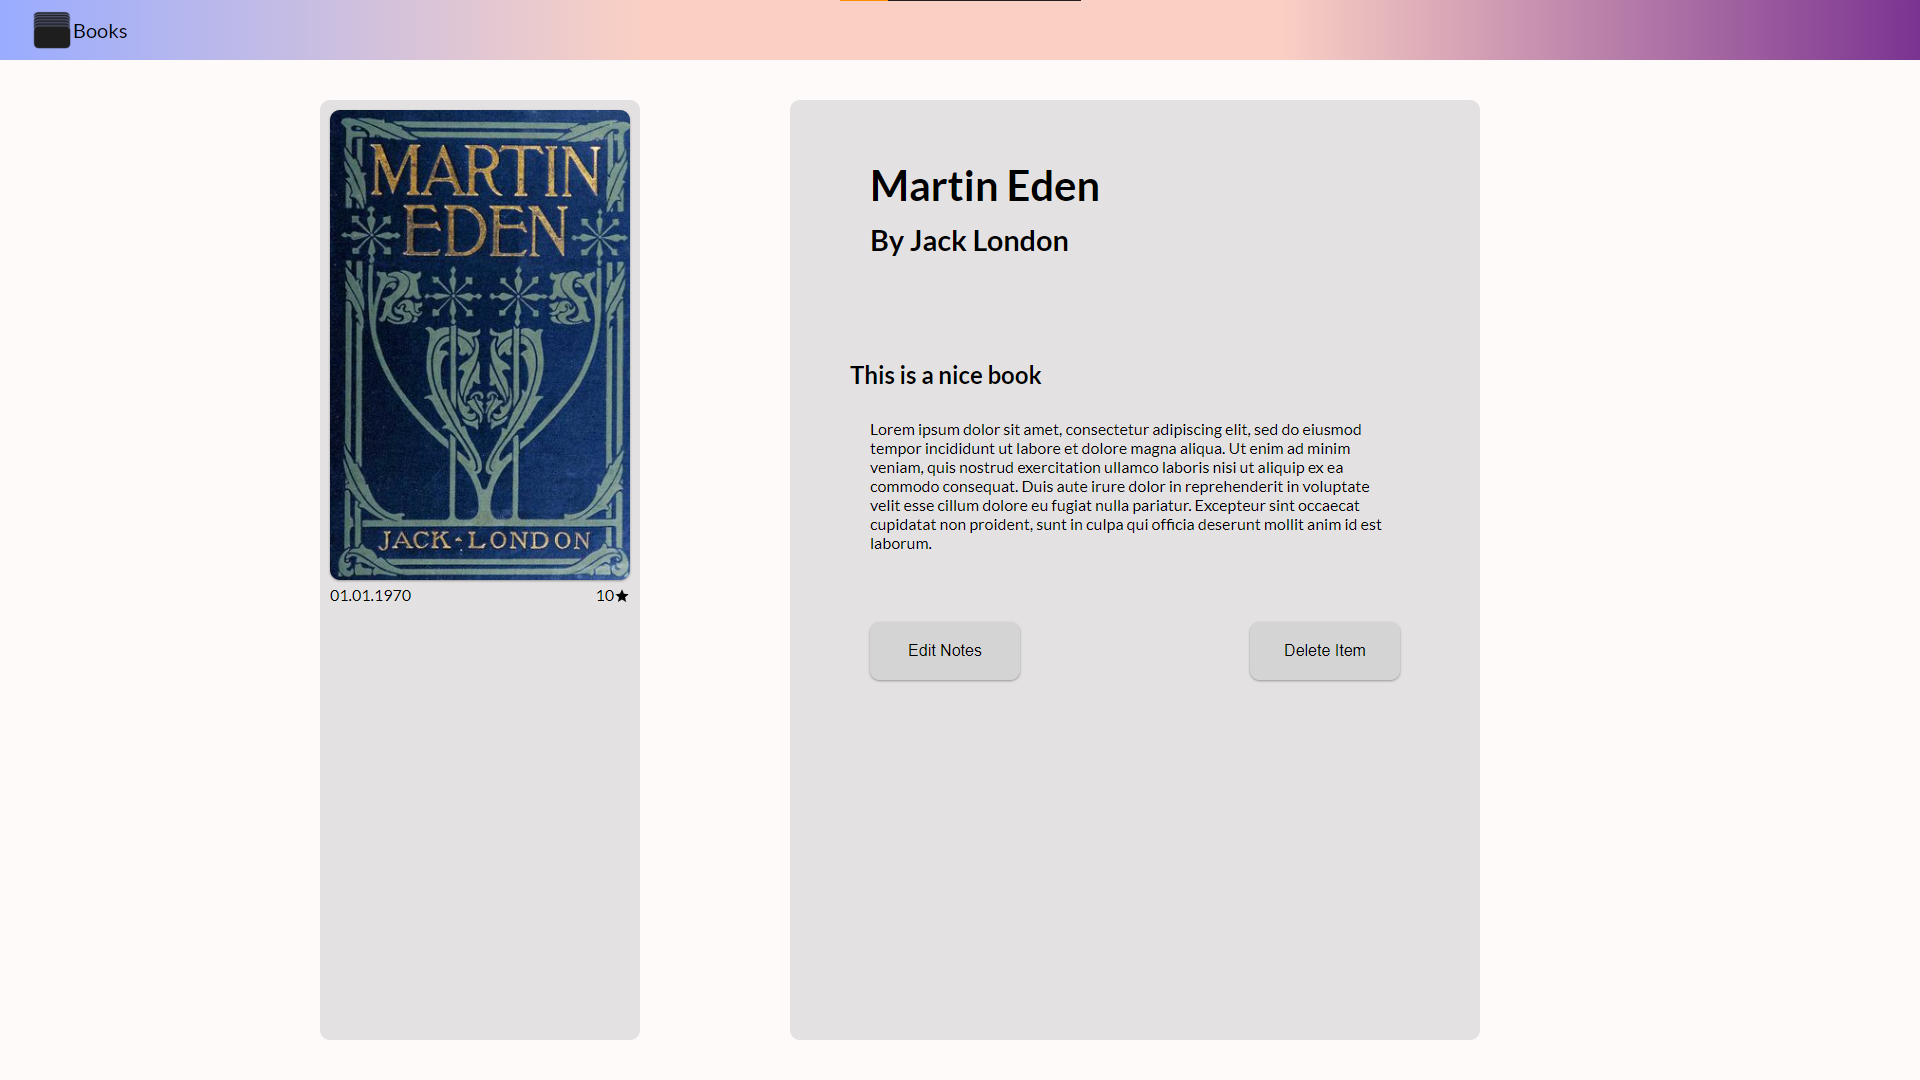 Books
MARTIN
EDEN
JACK·LONDON
01.01.1970
10★
Martin Eden
By Jack London
This is a nice book
Lorem ipsum dolor sit amet, consectetur adipiscing elit, sed do eiusmod
tempor incididunt ut labore et dolore magna aliqua. Ut enim ad minim
veniam, quis nostrud exercitation ullamco laboris nisi ut aliquip ex ea
commodo consequat. Duis aute irure dolor in reprehenderit in voluptate
velit esse cillum dolore eu fugiat nulla pariatur. Excepteur sint occaecat
cupidatat non proident, sunt in culpa qui officia deserunt mollit anim id est
laborum.
Edit Notes
Delete Item